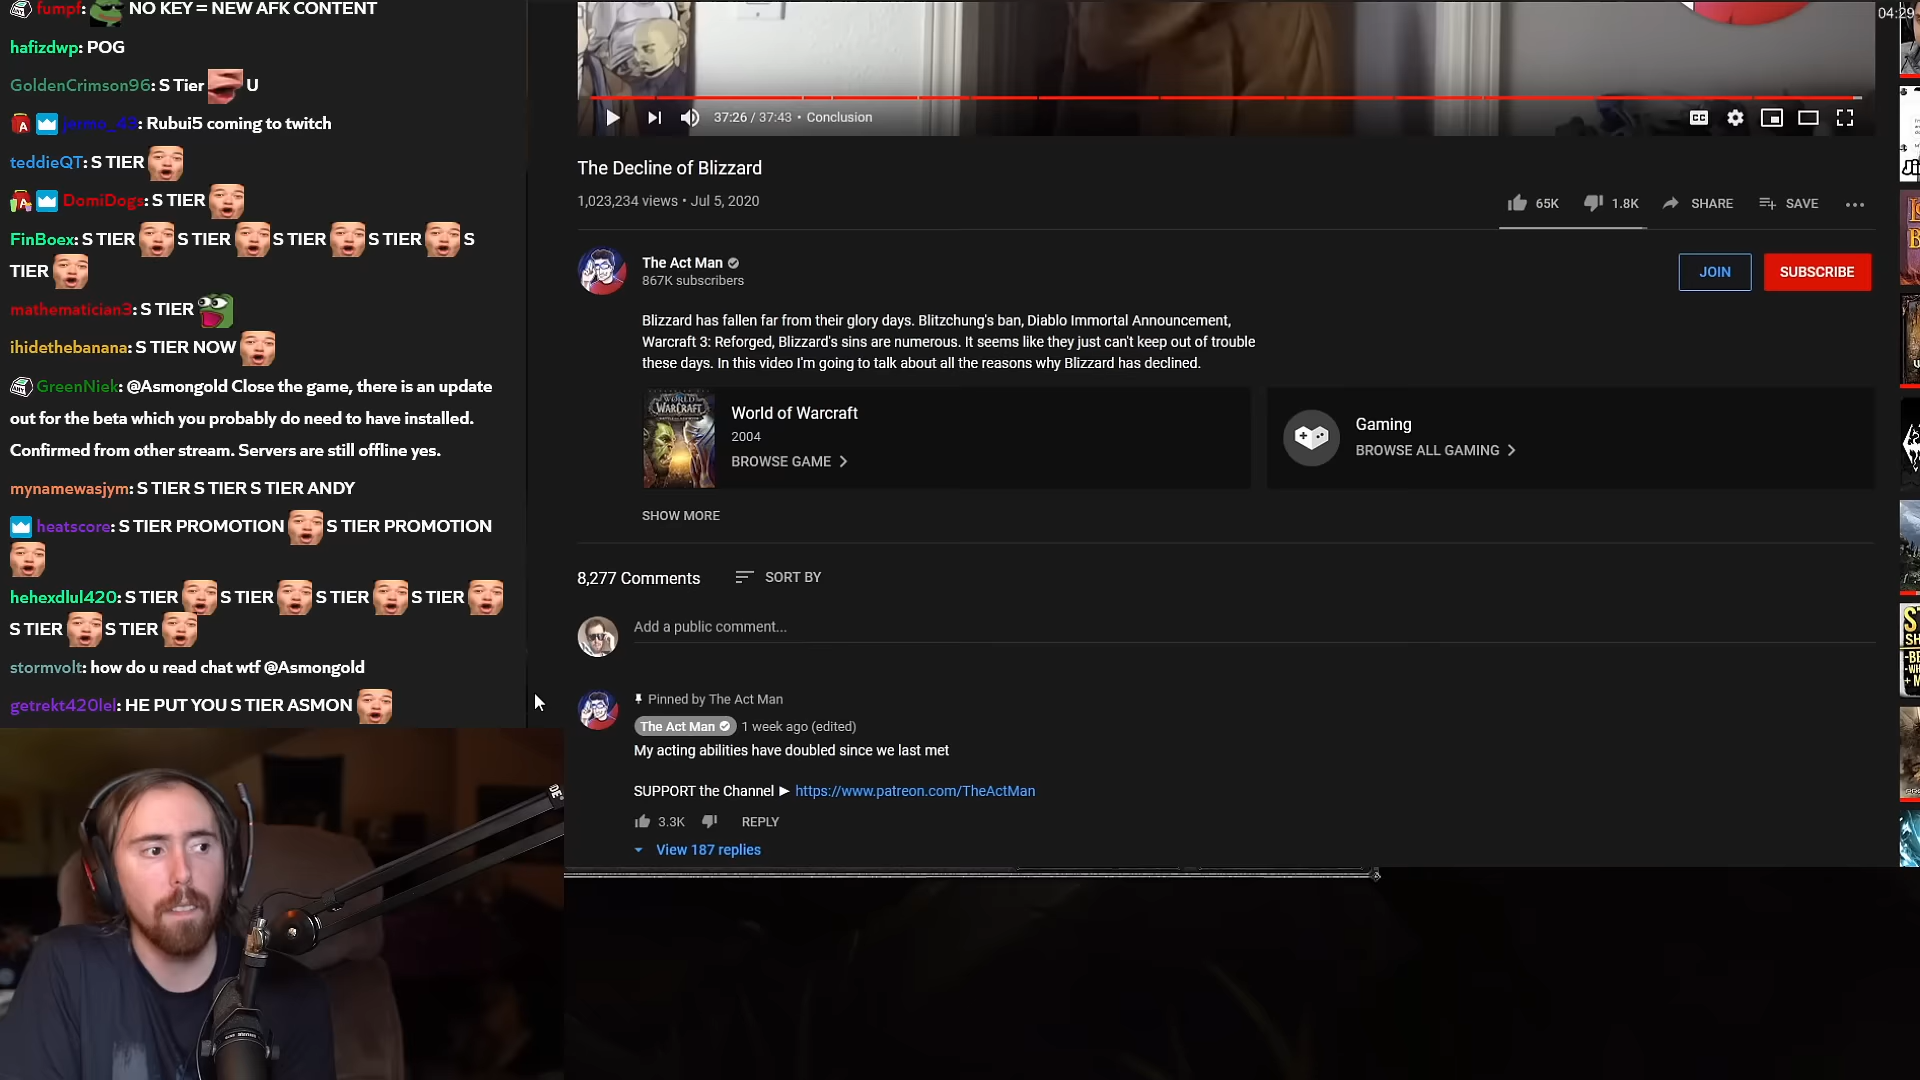 fumpf: NO KEY = NEW AFK CONTENT
hafizdwp: POG
GoldenCrimson96: S Tier U
jermo_43: Rubui5 coming to twitch
teddieQT: S TIER
DomiDogs: S TIER
FinBoex: S TIER S TIER S TIER S TIER S
TIER
mathematician3: S TIER
ihidethebanana: S TIER NOW
GreenNiek: @Asmongold Close the game, there is an update
out for the beta which you probably do need to have installed.
Confirmed from other stream. Servers are still offline yes.
mynamewasjym: S TIER S TIER S TIER ANDY
heatscore: S TIER PROMOTION S TIER PROMOTION
hehexdlul420: S TIER S TIER S TIER S TIER
S TIER S TIER
stormvolt: how do u read chat wtf @Asmongold
getrekt420lel: HE PUT YOU S TIER ASMON
04:29
37:26 / 37:43 • Conclusion
CC
The Decline of Blizzard
1,023,234 views • Jul 5, 2020
65K 1.8K SHARE SAVE
The Act Man
867K subscribers
JOIN SUBSCRIBE
Blizzard has fallen far from their glory days. Blitzchung's ban, Diablo Immortal Announcement,
Warcraft 3: Reforged, Blizzard's sins are numerous. It seems like they just can't keep out of trouble
these days. In this video I'm going to talk about all the reasons why Blizzard has declined.
WARCRAFT
World of Warcraft
2004
BROWSE GAME
Gaming
BROWSE ALL GAMING
SHOW MORE
8,277 Comments SORT BY
Add a public comment...
Pinned by The Act Man
The Act Man 1 week ago (edited)
My acting abilities have doubled since we last met
SUPPORT the Channel ► https://www.patreon.com/TheActMan
3.3K REPLY
View 187 replies